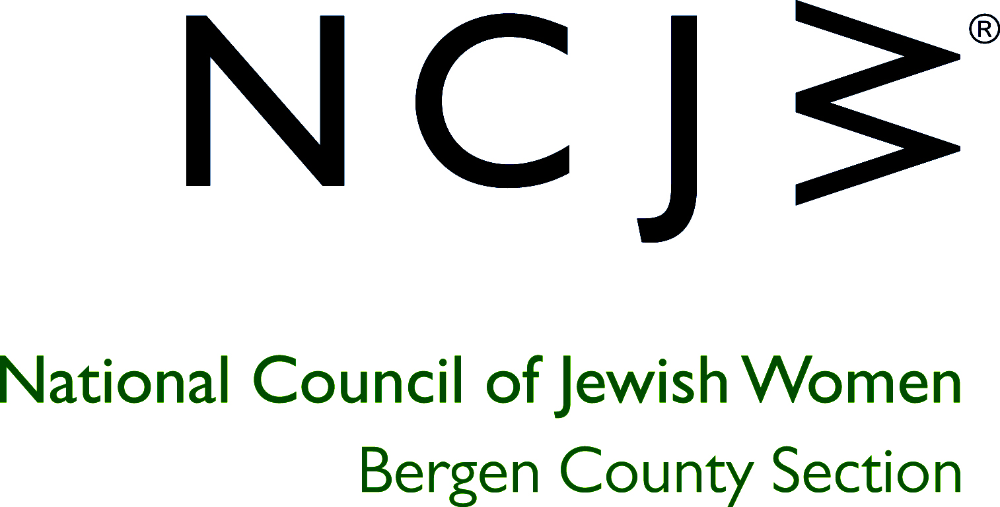 NCJW®
National Council of Jewish Women
Bergen County Section